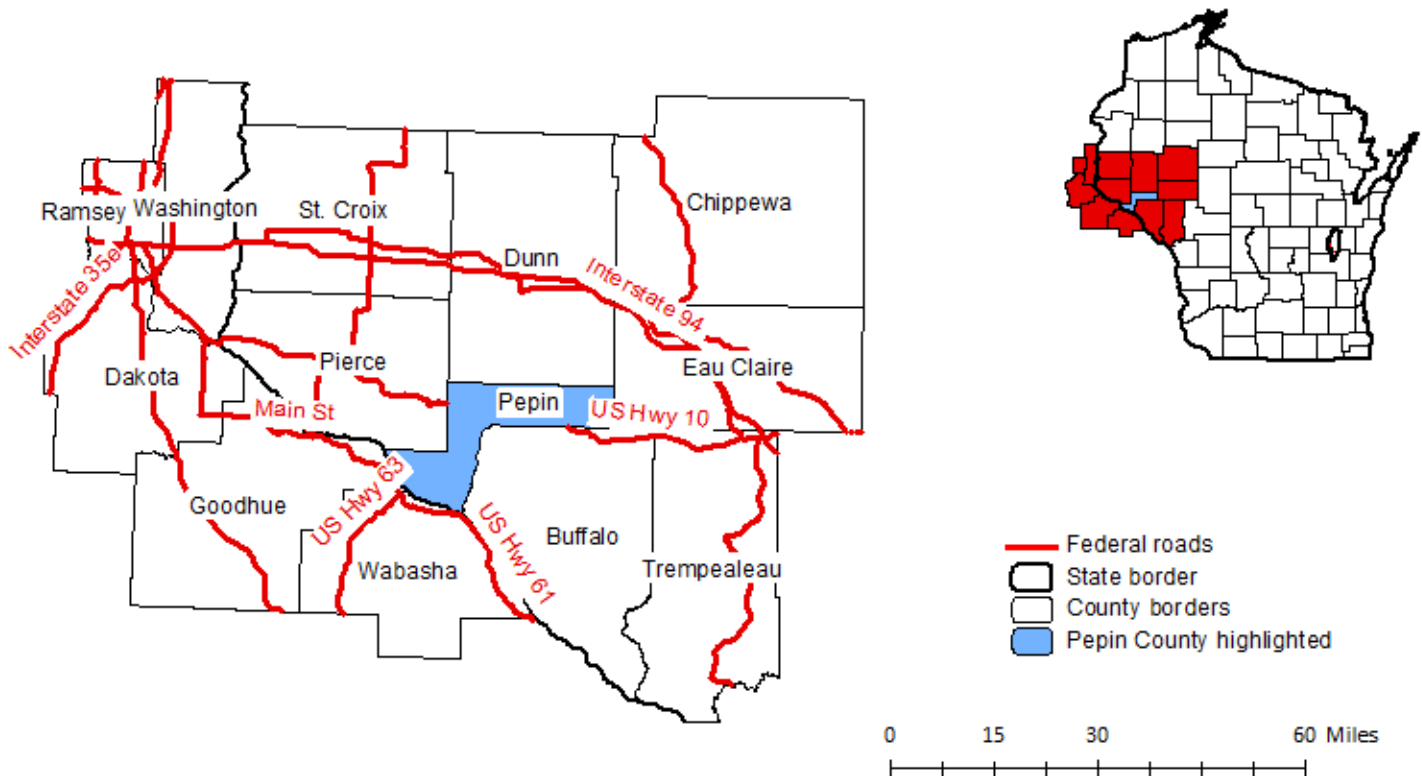 Ramsey
Washington
St. Croix
Chippewa
Dunn
Interstate 35e
Interstate 94
Dakota
Pierce
Eau Claire
Main St
Pepin
US Hwy 10
Goodhue
US Hwy 63
US Hwy 61
Buffalo
Wabasha
Trempealeau
Federal roads
State border
County borders
Pepin County highlighted
0 15 30 60 Miles